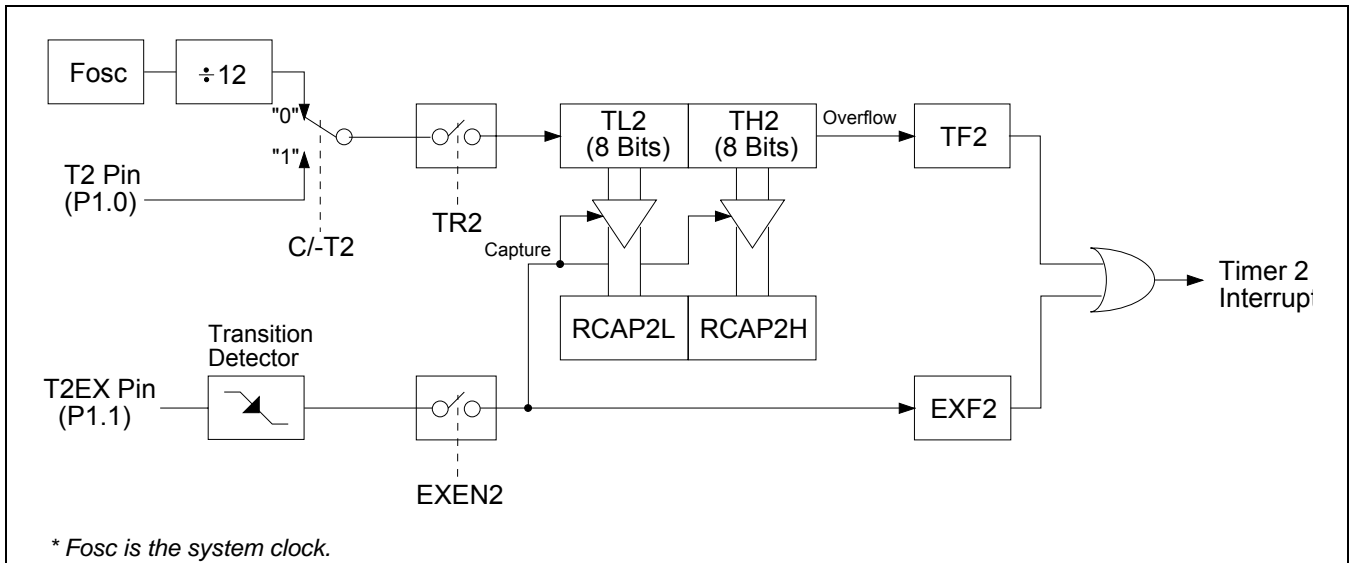 Fosc
÷12
"0"
"1"
T2 Pin
(P1.0)
C/-T2
TR2
TL2
(8 Bits)
TH2
(8 Bits)
Overflow
TF2
Capture
RCAP2L
RCAP2H
Timer 2
Interrupt
Transition
Detector
T2EX Pin
(P1.1)
EXEN2
EXF2
* Fosc is the system clock.